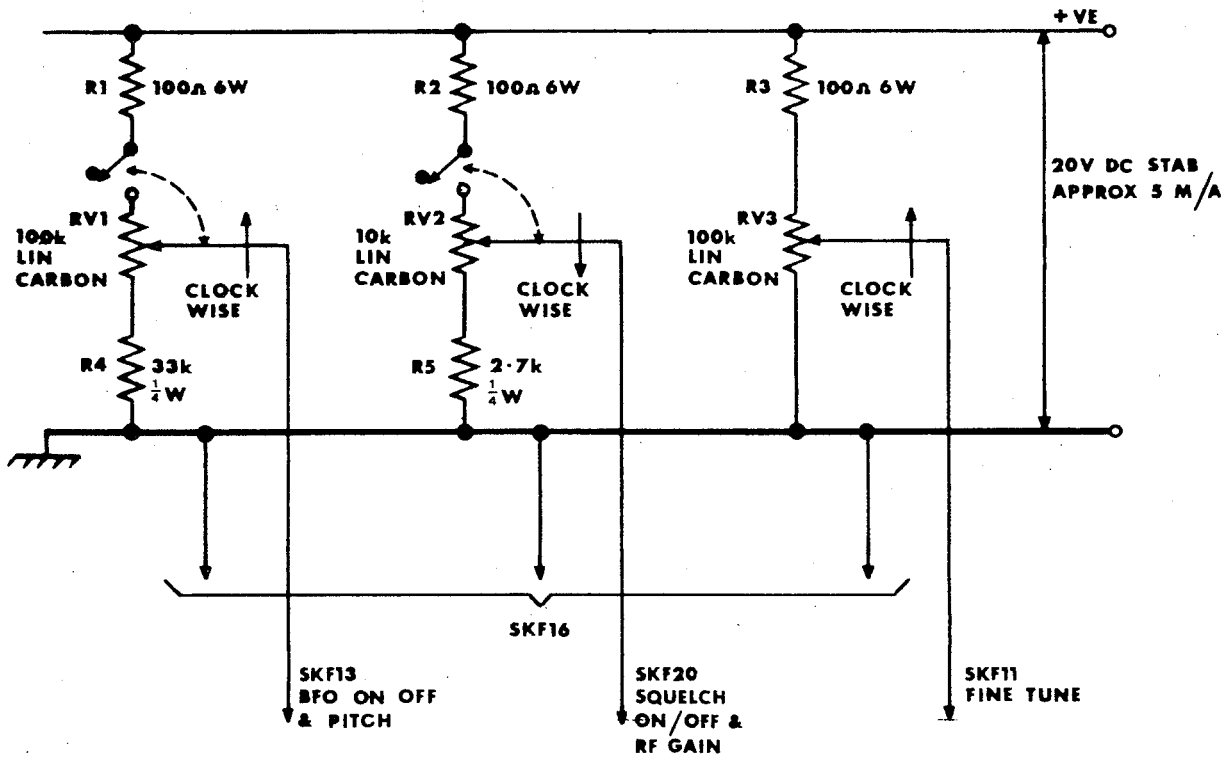 + VE
R1 100Ω 6W
R2 100Ω 6W
R3 100Ω 6W
20V DC STAB
APPROX 5 M/A
RV1
100k
LIN
CARBON
CLOCK
WISE
RV2
10k
LIN
CARBON
CLOCK
WISE
RV3
100k
LIN
CARBON
CLOCK
WISE
R4 33k
1/4 W
R5 2·7k
1/4 W
SKF16
SKF13
BFO ON OFF
& PITCH
SKF20
SQUELCH
ON/OFF &
RF GAIN
SKF11
FINE TUNE